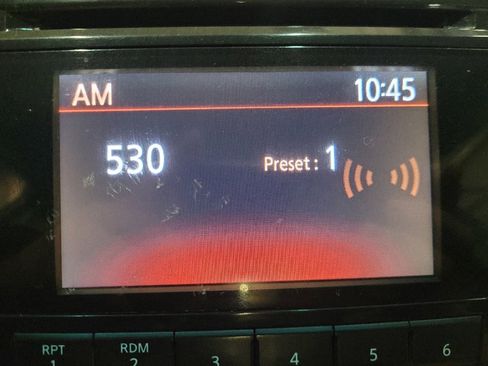 AM 10:45
530 Preset : 1
RPT RDM
1 2 3 4 5 6